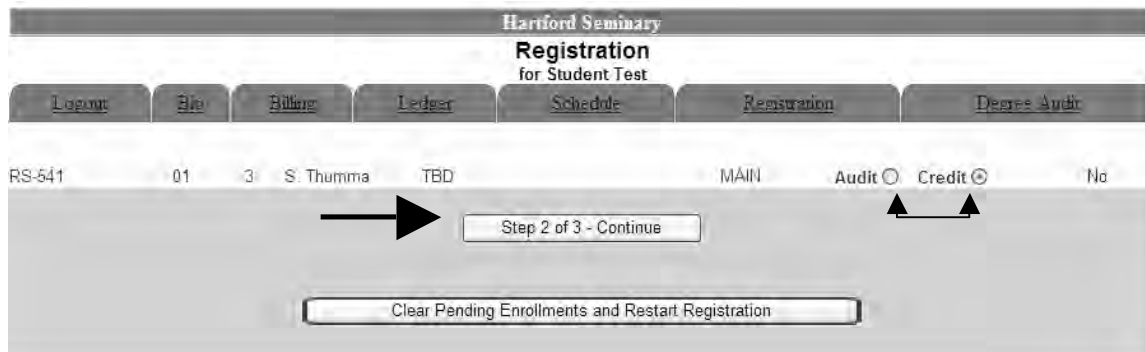 Hartford Seminary
Registration
for Student Test
Logout Bio Billing Ledger Schedule Registration Degree Audit
RS-541 01 3 S. Thumma TBD MAIN Audit Credit No
Step 2 of 3 - Continue
Clear Pending Enrollments and Restart Registration